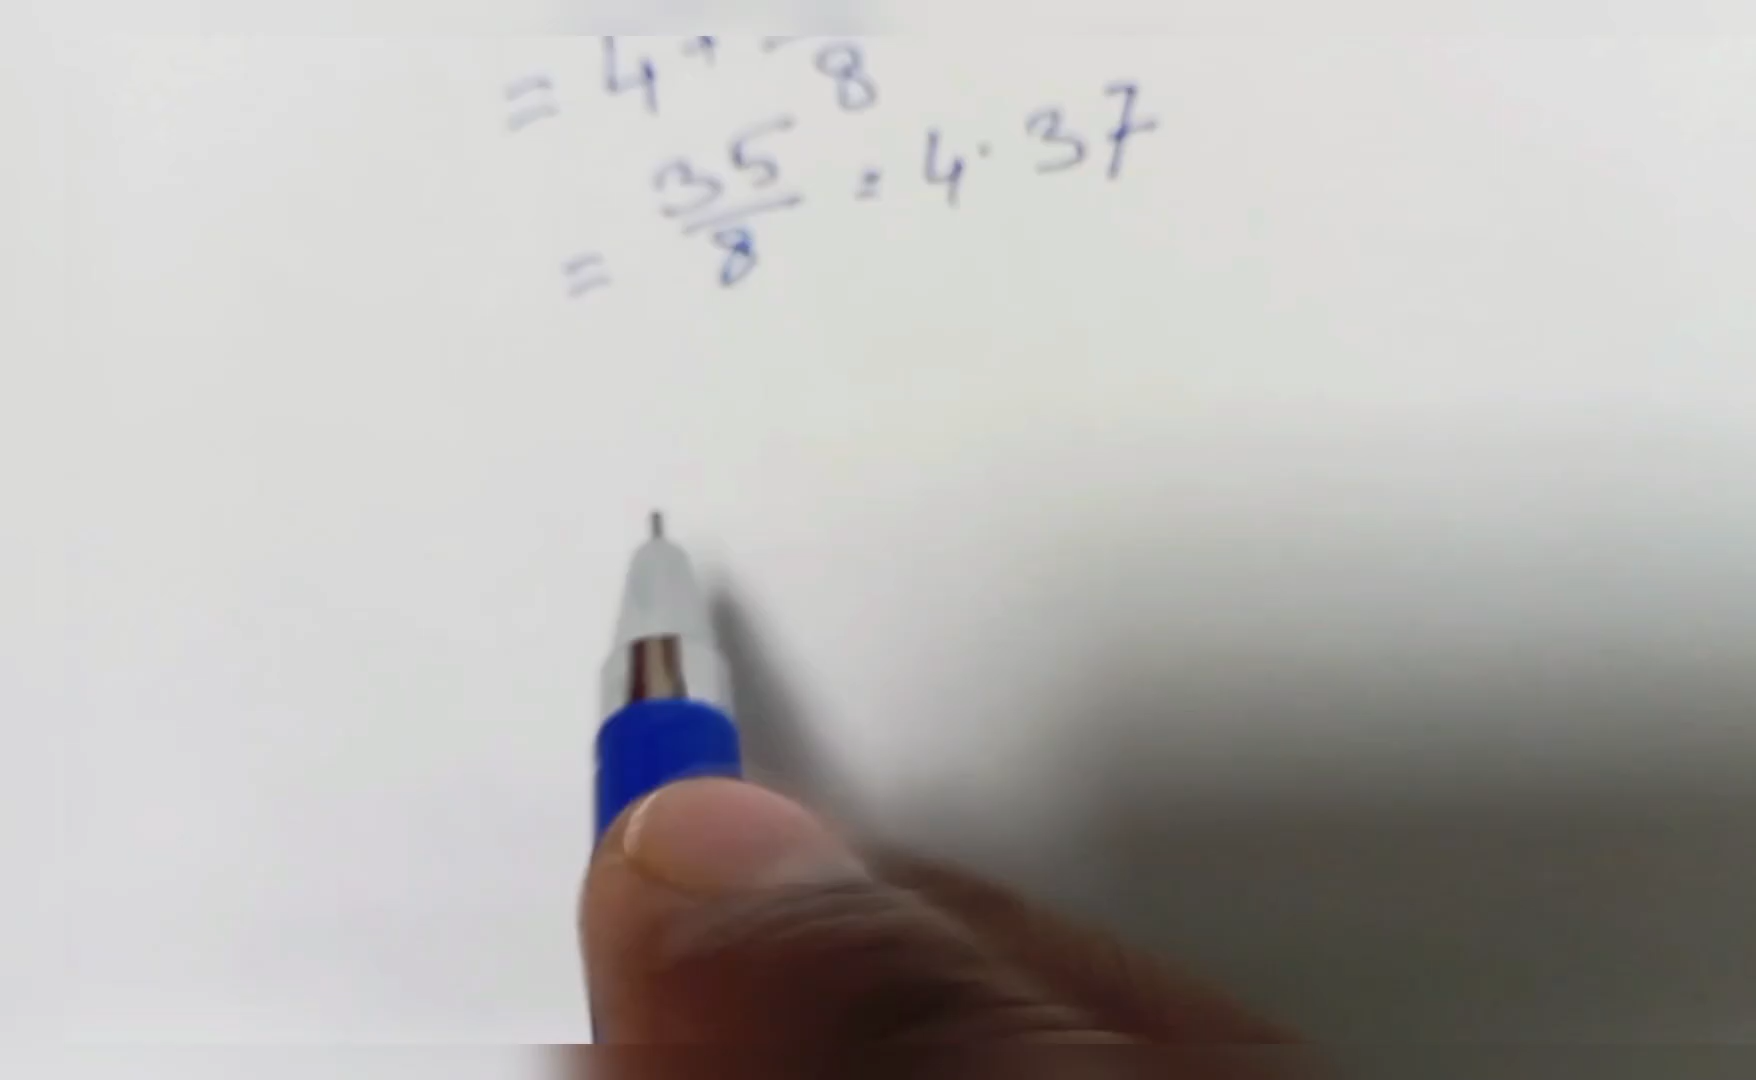 = 4 + 8
= 35/8 = 4.37